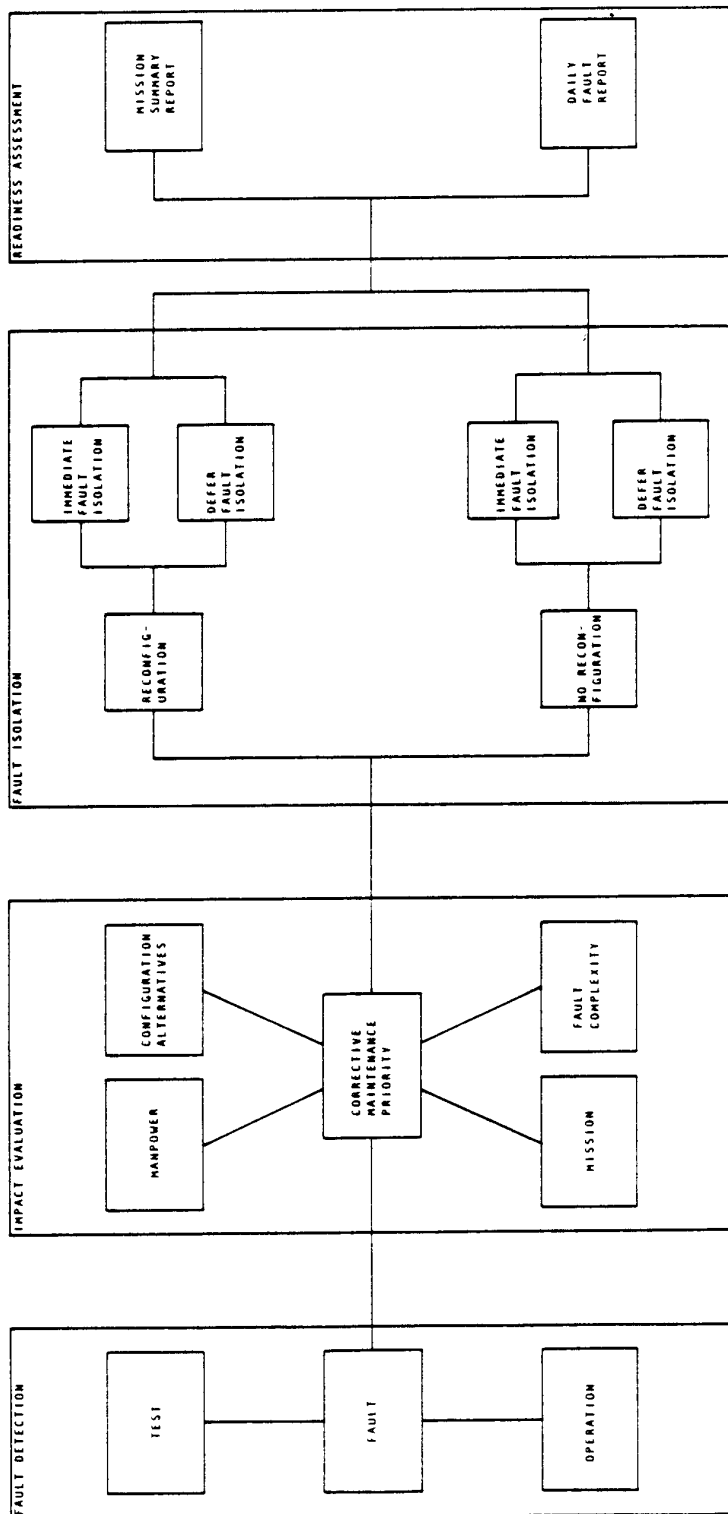 FAULT DETECTION
TEST
FAULT
OPERATION
IMPACT EVALUATION
MANPOWER
CONFIGURATION
ALTERNATIVES
CORRECTIVE
MAINTENANCE
PRIORITY
MISSION
FAULT
COMPLEXITY
FAULT ISOLATION
RECONFIG-
URATION
IMMEDIATE
FAULT
ISOLATION
DEFER
FAULT
ISOLATION
NO RECON-
FIGURATION
IMMEDIATE
FAULT
ISOLATION
DEFER
FAULT
ISOLATION
READINESS ASSESSMENT
MISSION
SUMMARY
REPORT
DAILY
FAULT
REPORT